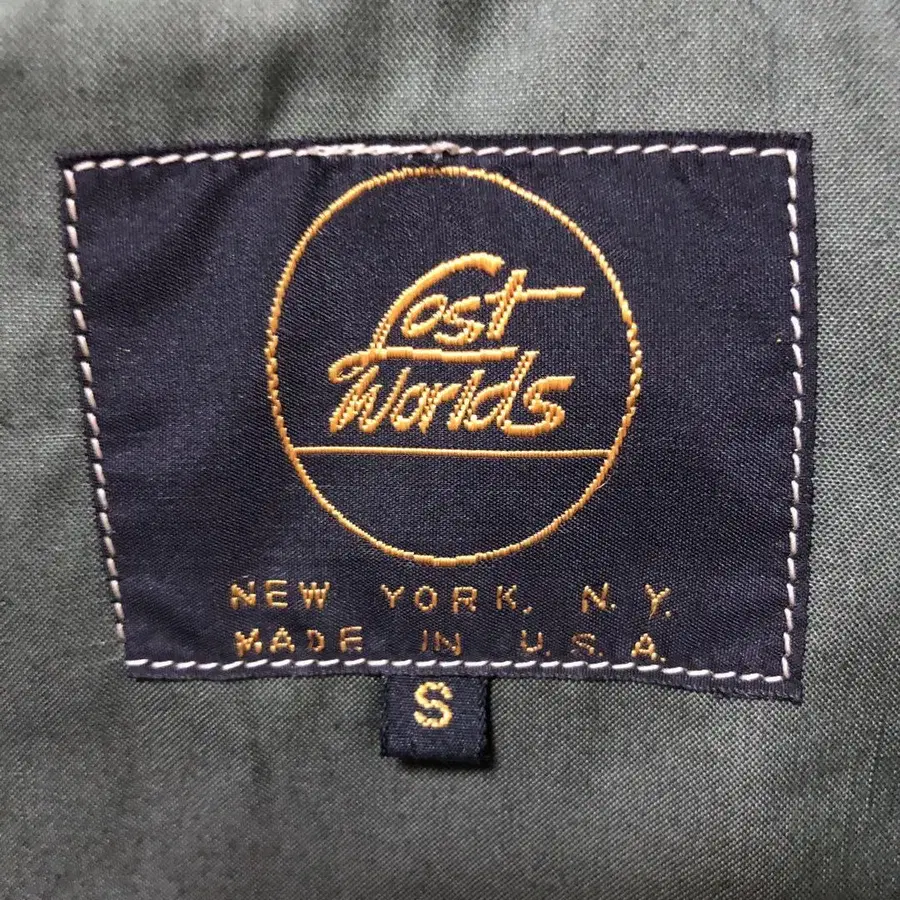 Lost
Worlds
NEW YORK, N.Y.
MADE IN U.S.A.
S